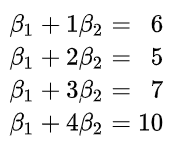 β₁ + 1β₂ = 6
β₁ + 2β₂ = 5
β₁ + 3β₂ = 7
β₁ + 4β₂ = 10